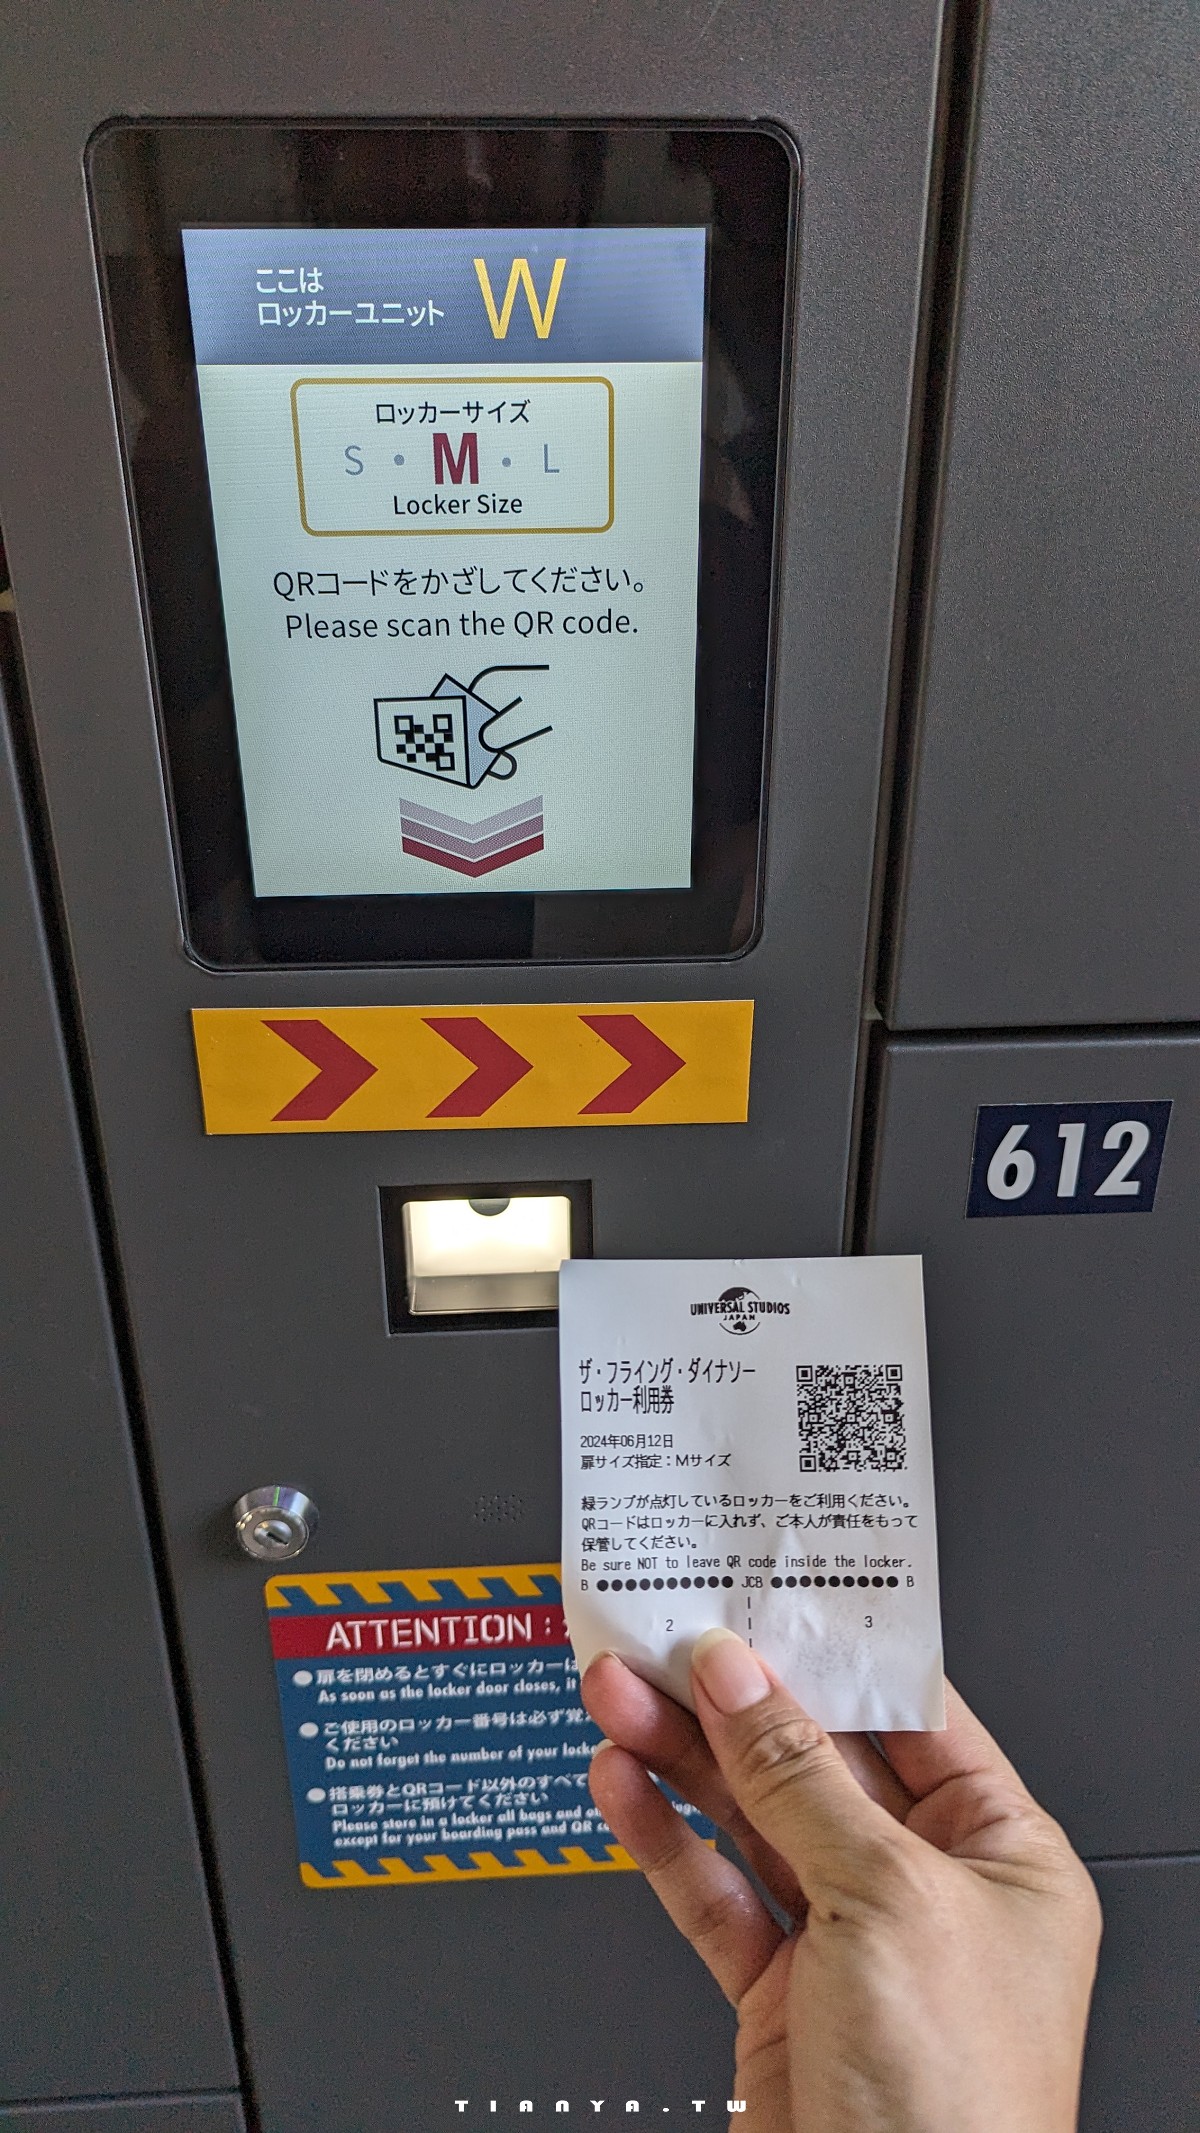 ここは
ロッカーユニット W
ロッカーサイズ
S・M・L
Locker Size
QRコードをかざしてください。
Please scan the QR code.
612
UNIVERSAL STUDIOS
JAPAN
ザ・フライング・ダイナソー
ロッカー利用券
2024年06月12日
扉サイズ指定：Mサイズ
緑ランプが点灯しているロッカーをご利用ください。
QRコードはロッカーに入れず、ご本人が責任をもって
保管してください。
Be sure NOT to leave QR code inside the locker.
B ●●●●●●●●●● JCB ●●●●●●●●● B
2 3
ATTENTION :
●扉を閉めるとすぐにロッカーは
As soon as the locker door closes, it
●ご使用のロッカー番号は必ず覚え
ください
Do not forget the number of your
●搭乗券とQRコード以外のすべて
ロッカーに預けてください
Please store in a locker all bags and
except for your boarding pass and QR
TIANYA.TW